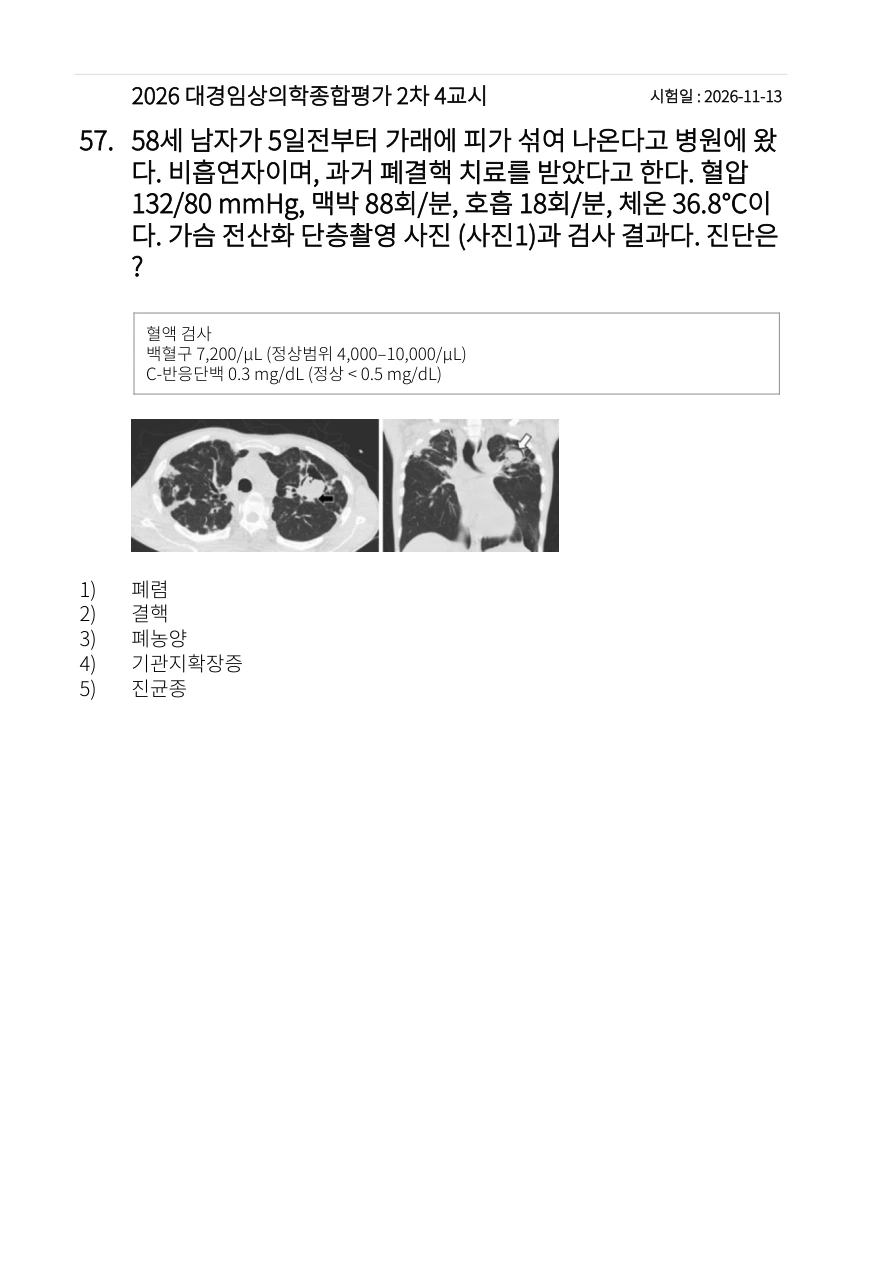 2026 대경임상의학종합평가 2차 4교시
시험일 : 2026-11-13
57. 58세 남자가 5일전부터 가래에 피가 섞여 나온다고 병원에 왔
다. 비흡연자이며, 과거 폐결핵 치료를 받았다고 한다. 혈압
132/80 mmHg, 맥박 88회/분, 호흡 18회/분, 체온 36.8℃이
다. 가슴 전산화 단층촬영 사진 (사진1)과 검사 결과다. 진단은
?
혈액 검사
백혈구 7,200/μL (정상범위 4,000–10,000/μL)
C-반응단백 0.3 mg/dL (정상 < 0.5 mg/dL)
1) 폐렴
2) 결핵
3) 폐농양
4) 기관지확장증
5) 진균종